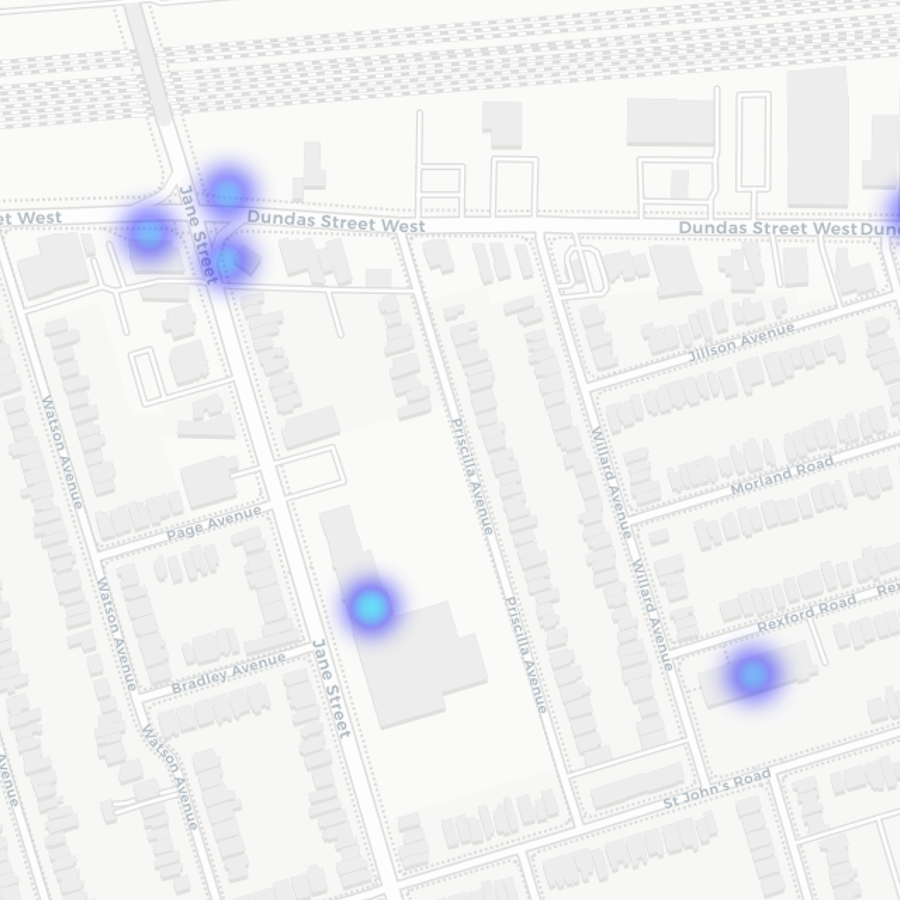 et West
Jane Street
Dundas Street West
Dundas Street West
Dun
Jillson Avenue
Watson Avenue
Priscilla Avenue
Willard Avenue
Morland Road
Page Avenue
Watson Avenue
Priscilla Avenue
Willard Avenue
Rexford Road
Rex
Bradley Avenue
Jane Street
Watson Avenue
Avenue
St John's Road